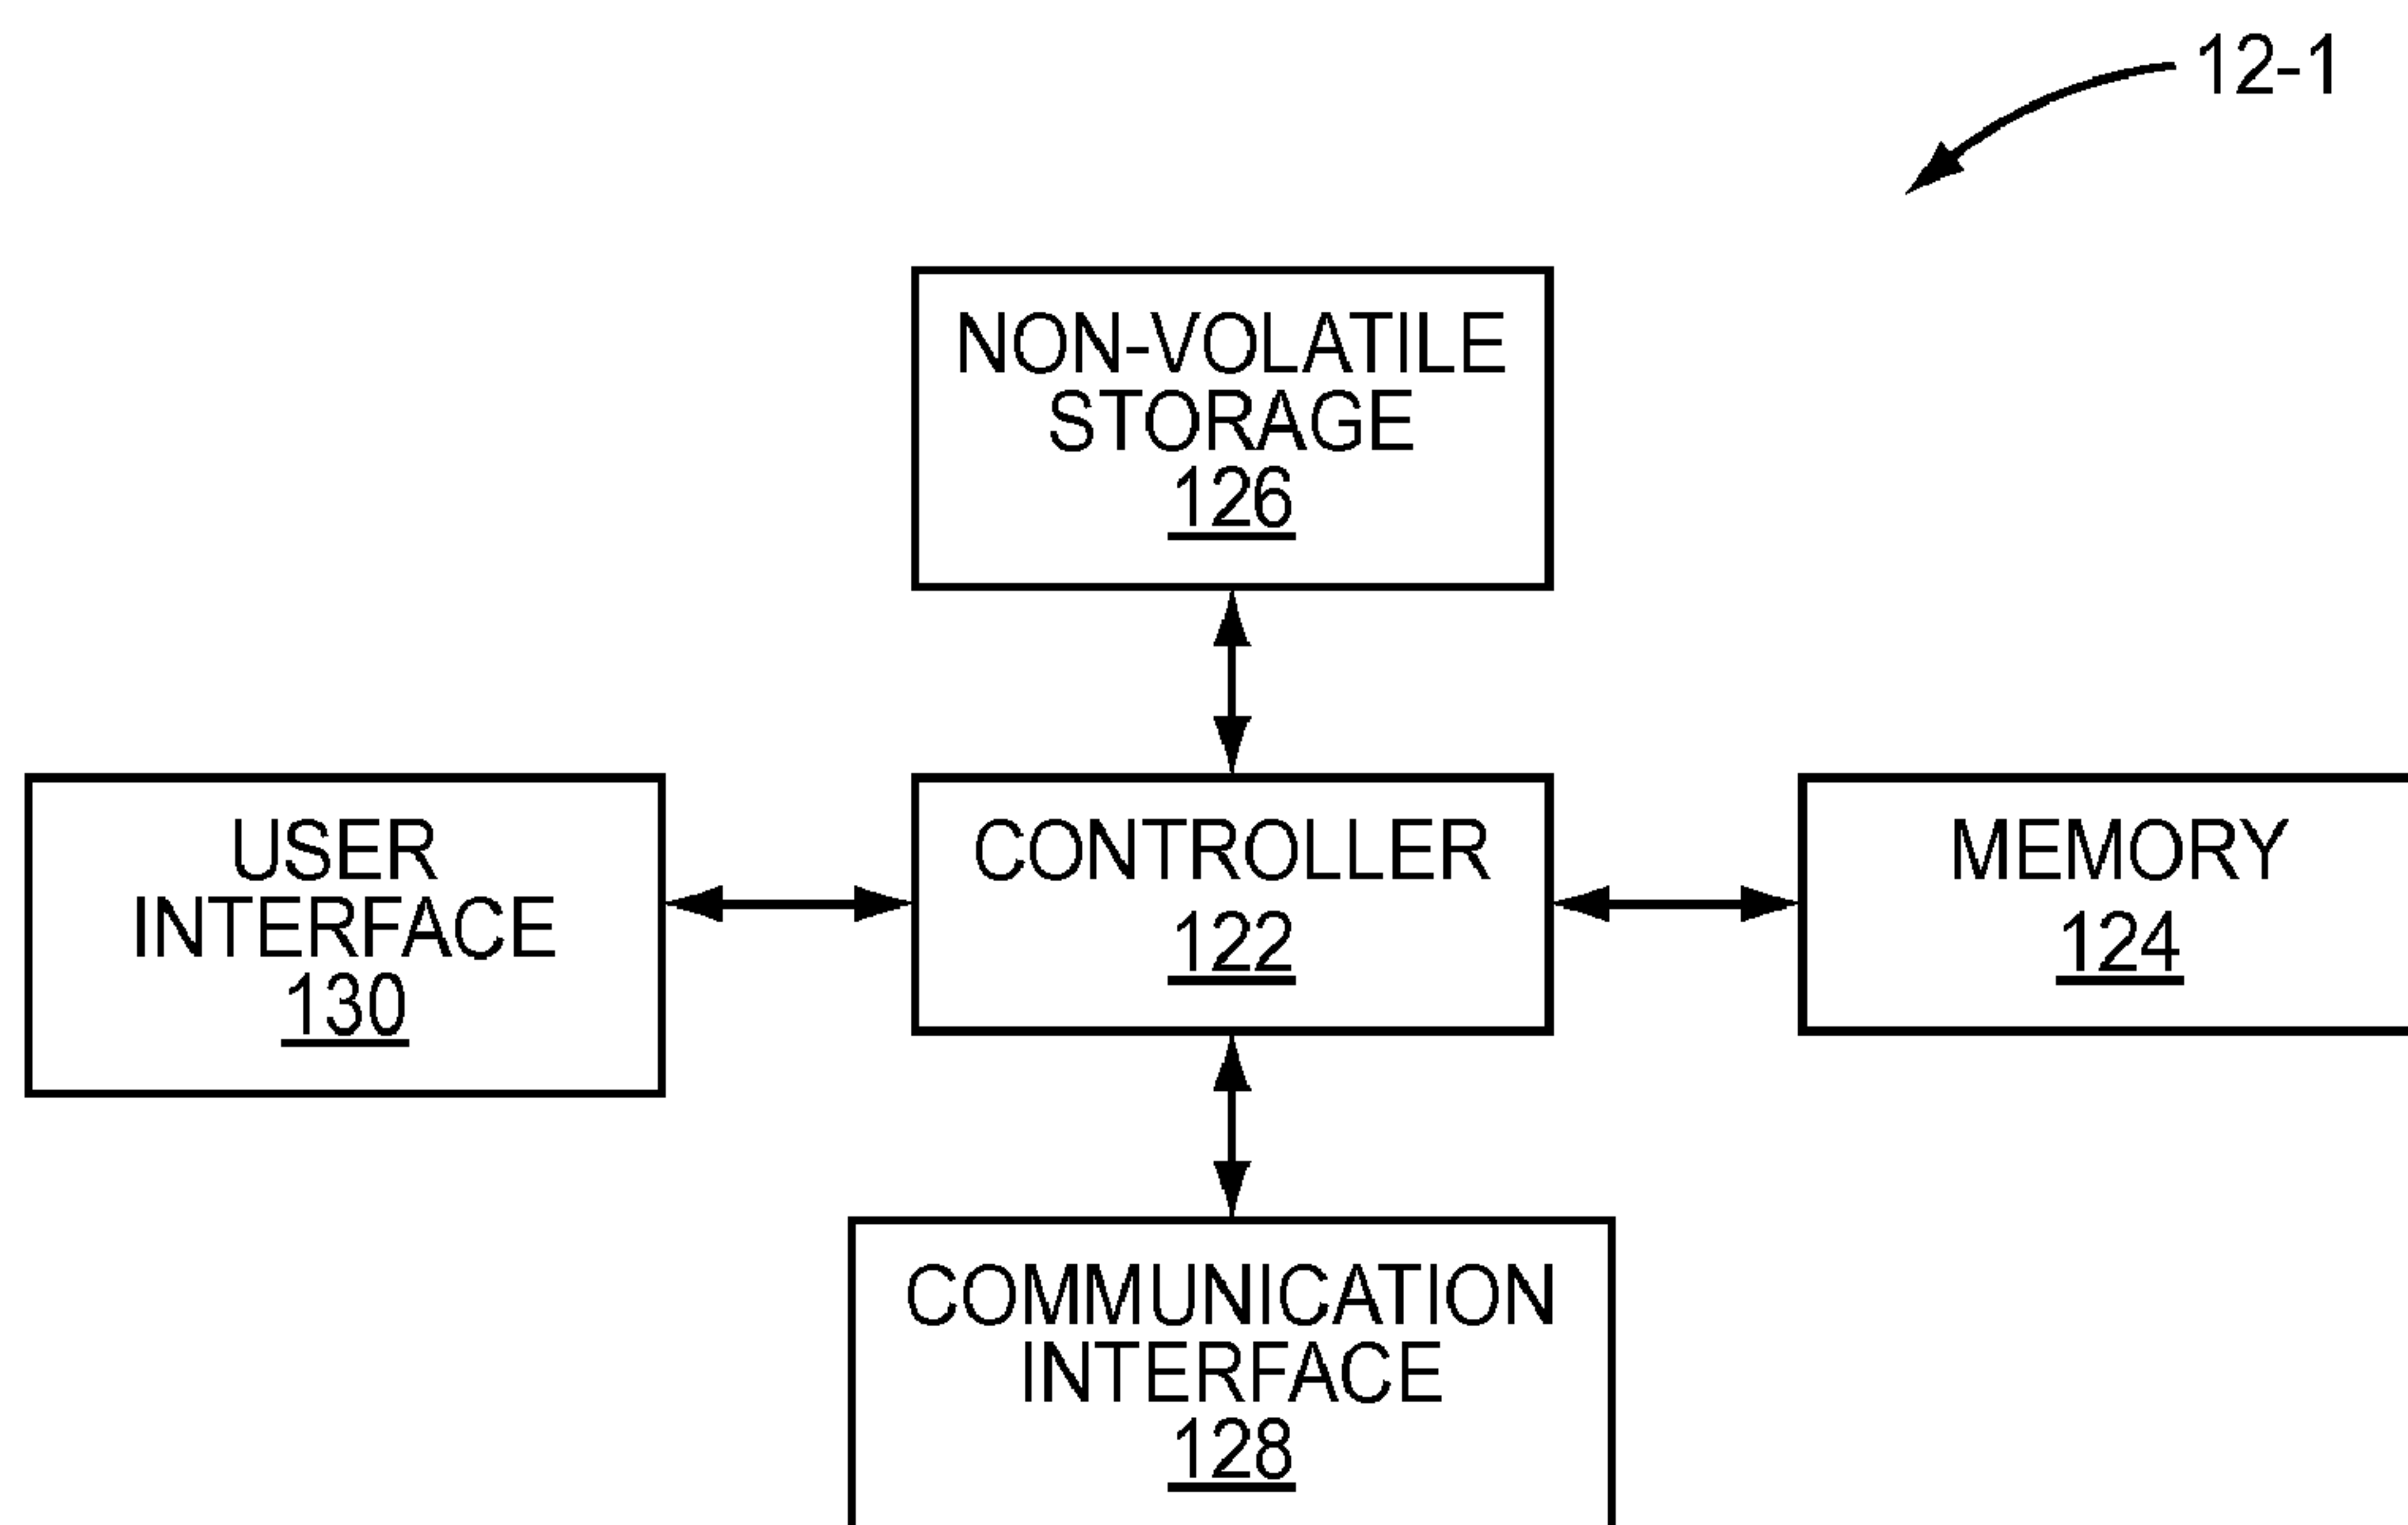 12-1
NON-VOLATILE
STORAGE
126
USER
INTERFACE
130
CONTROLLER
122
MEMORY
124
COMMUNICATION
INTERFACE
128